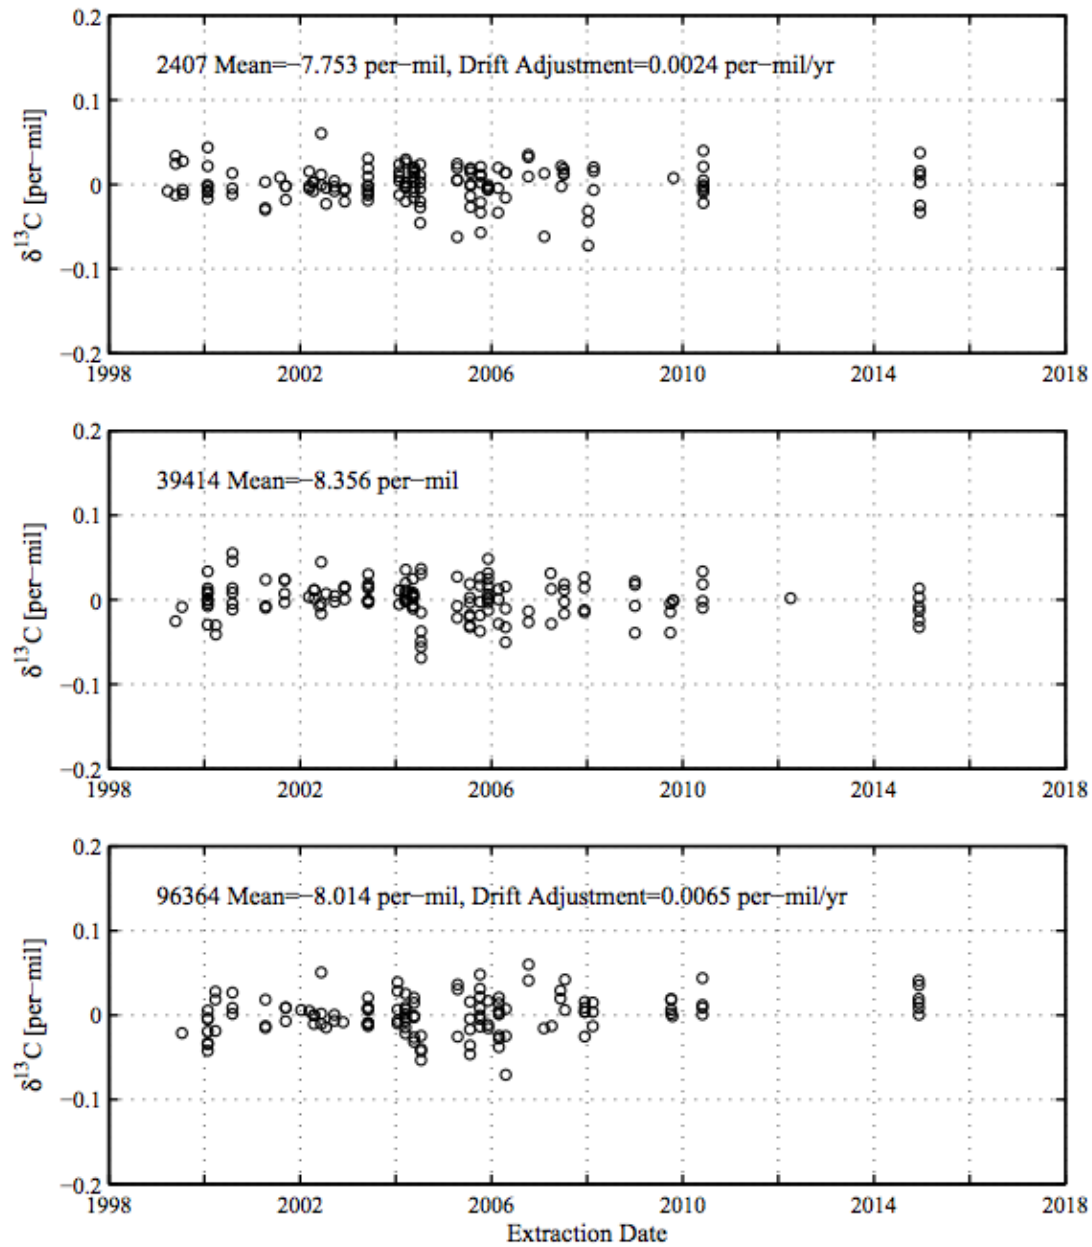 0.2
2407 Mean=−7.753 per−mil, Drift Adjustment=0.0024 per−mil/yr
0.1
0
−0.1
−0.2
δ13C [per−mil]
1998 2002 2006 2010 2014 2018
0.2
39414 Mean=−8.356 per−mil
0.1
0
−0.1
−0.2
δ13C [per−mil]
1998 2002 2006 2010 2014 2018
0.2
96364 Mean=−8.014 per−mil, Drift Adjustment=0.0065 per−mil/yr
0.1
0
−0.1
−0.2
δ13C [per−mil]
1998 2002 2006 2010 2014 2018
Extraction Date